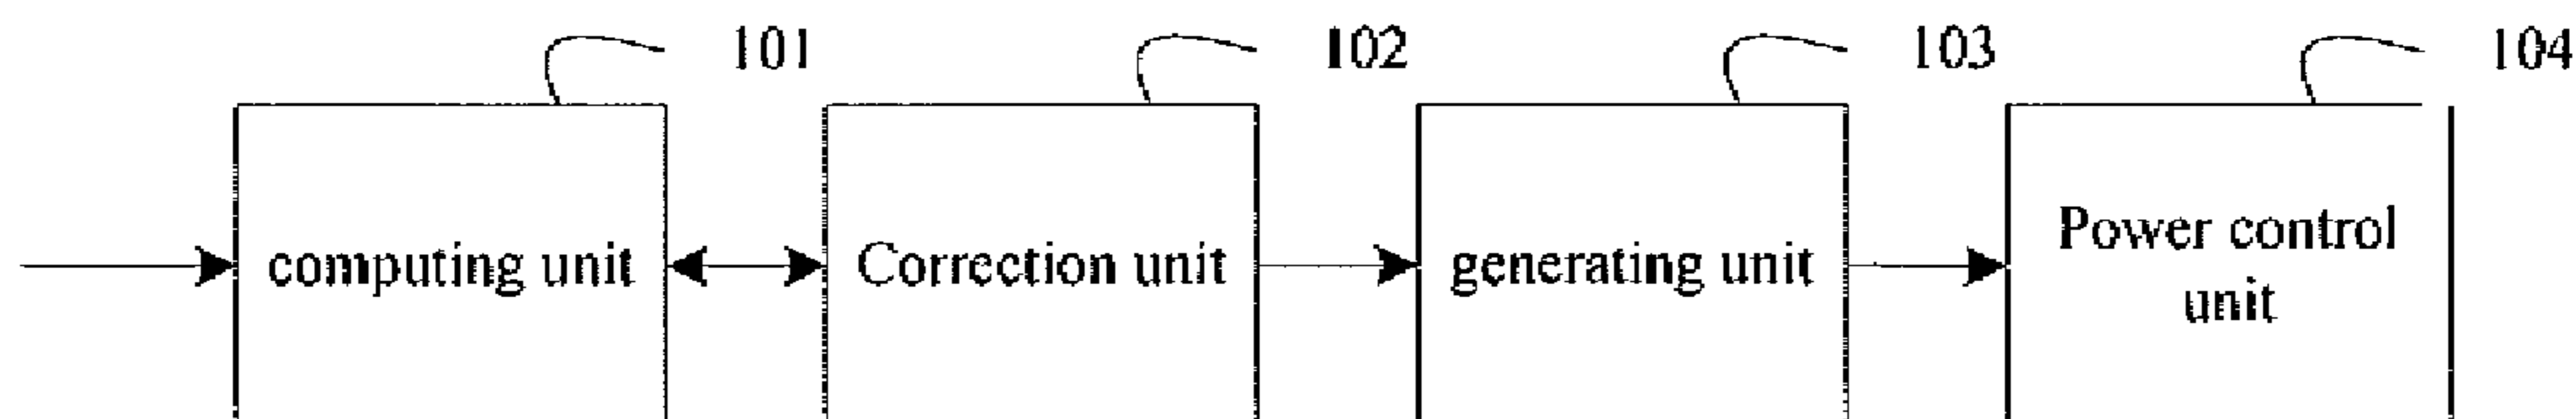 101
102
103
104
computing unit
Correction unit
generating unit
Power control
unit